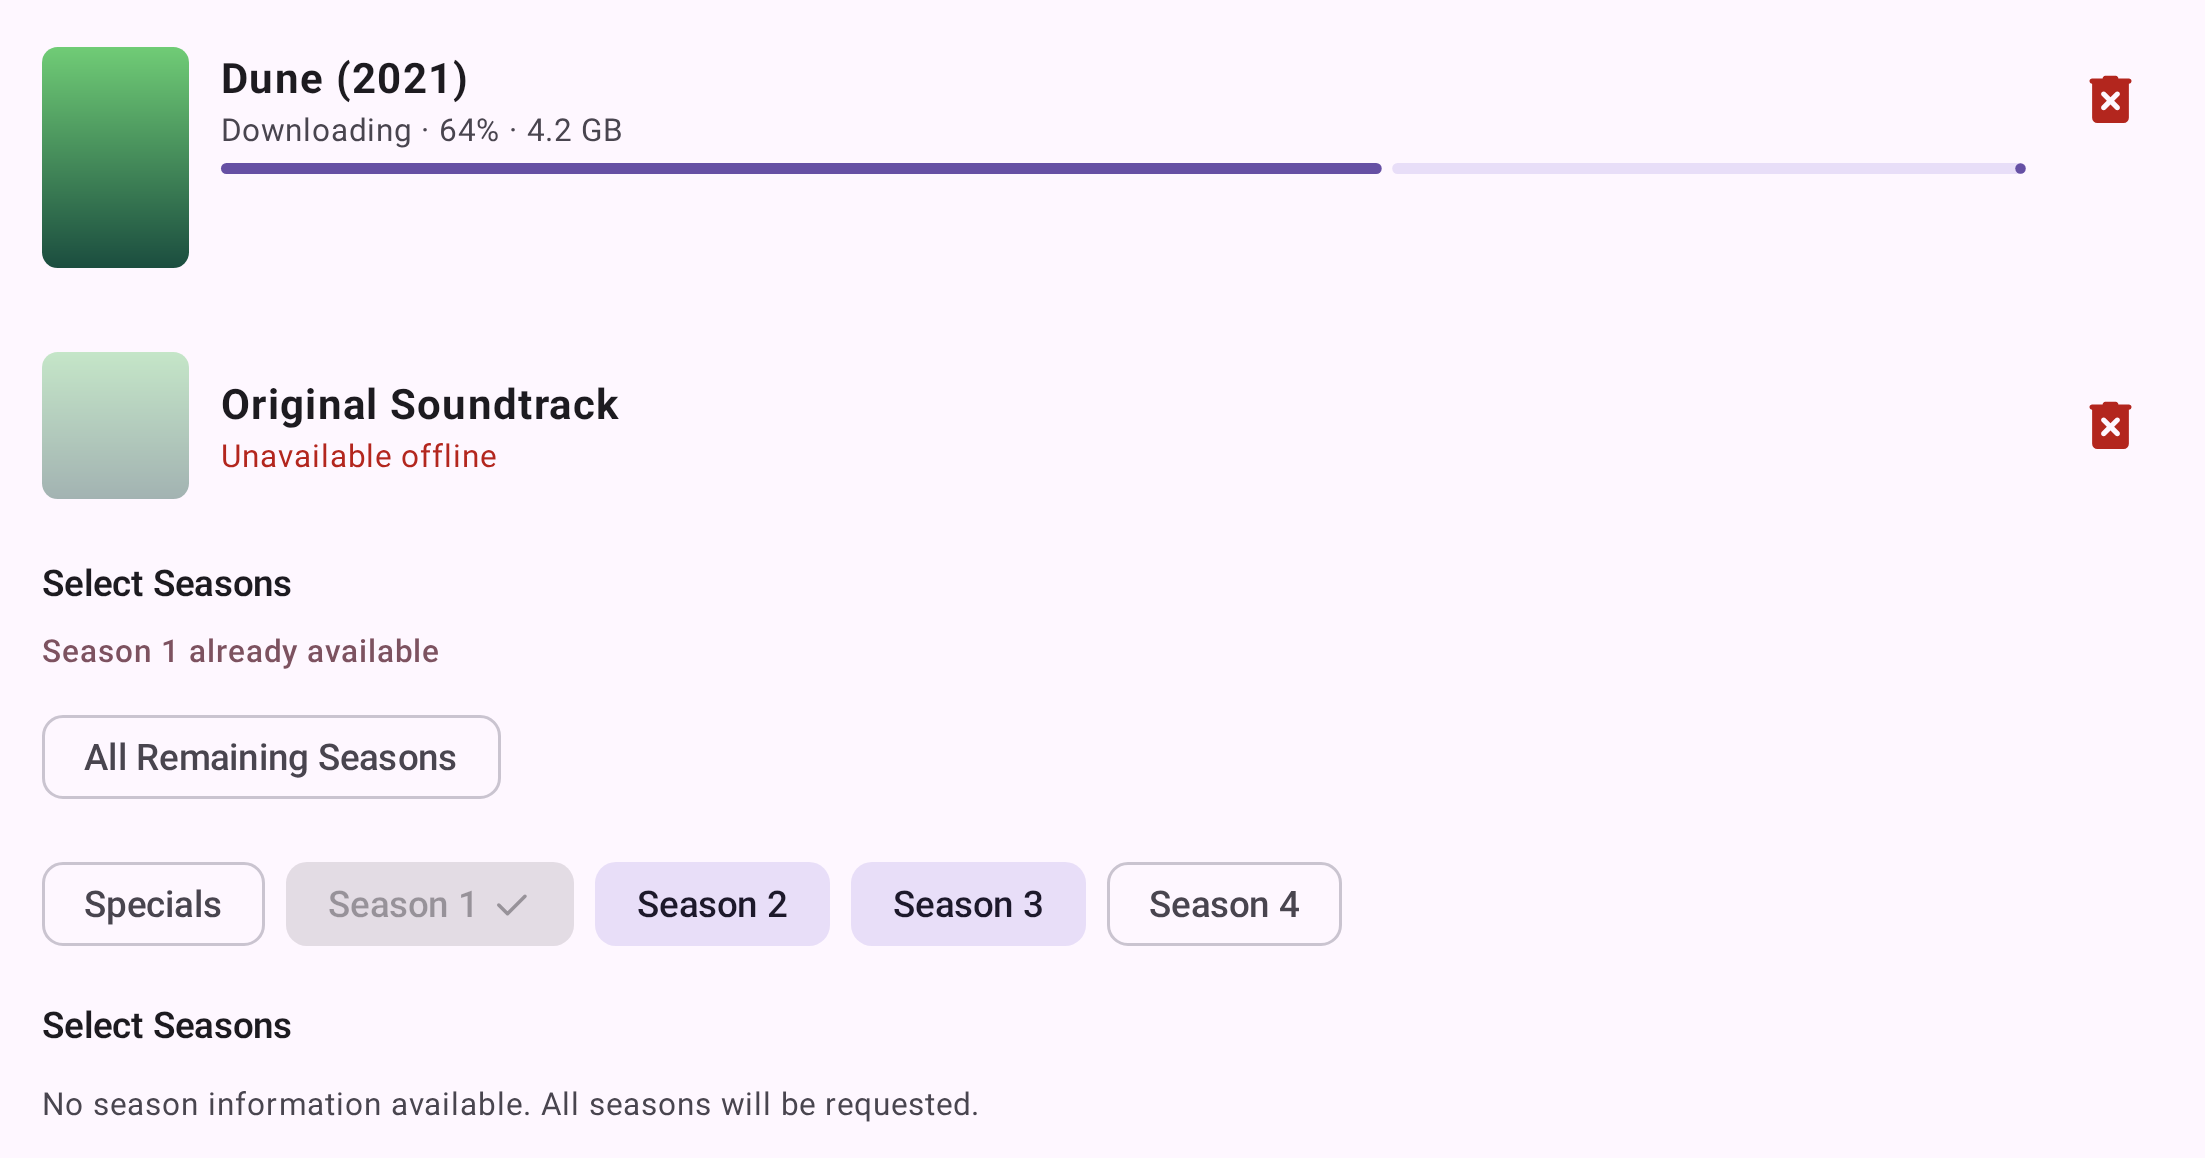 Dune (2021)
Downloading · 64% · 4.2 GB
Original Soundtrack
Unavailable offline
Select Seasons
Season 1 already available
All Remaining Seasons
Specials Season 1 Season 2 Season 3 Season 4
Select Seasons
No season information available. All seasons will be requested.